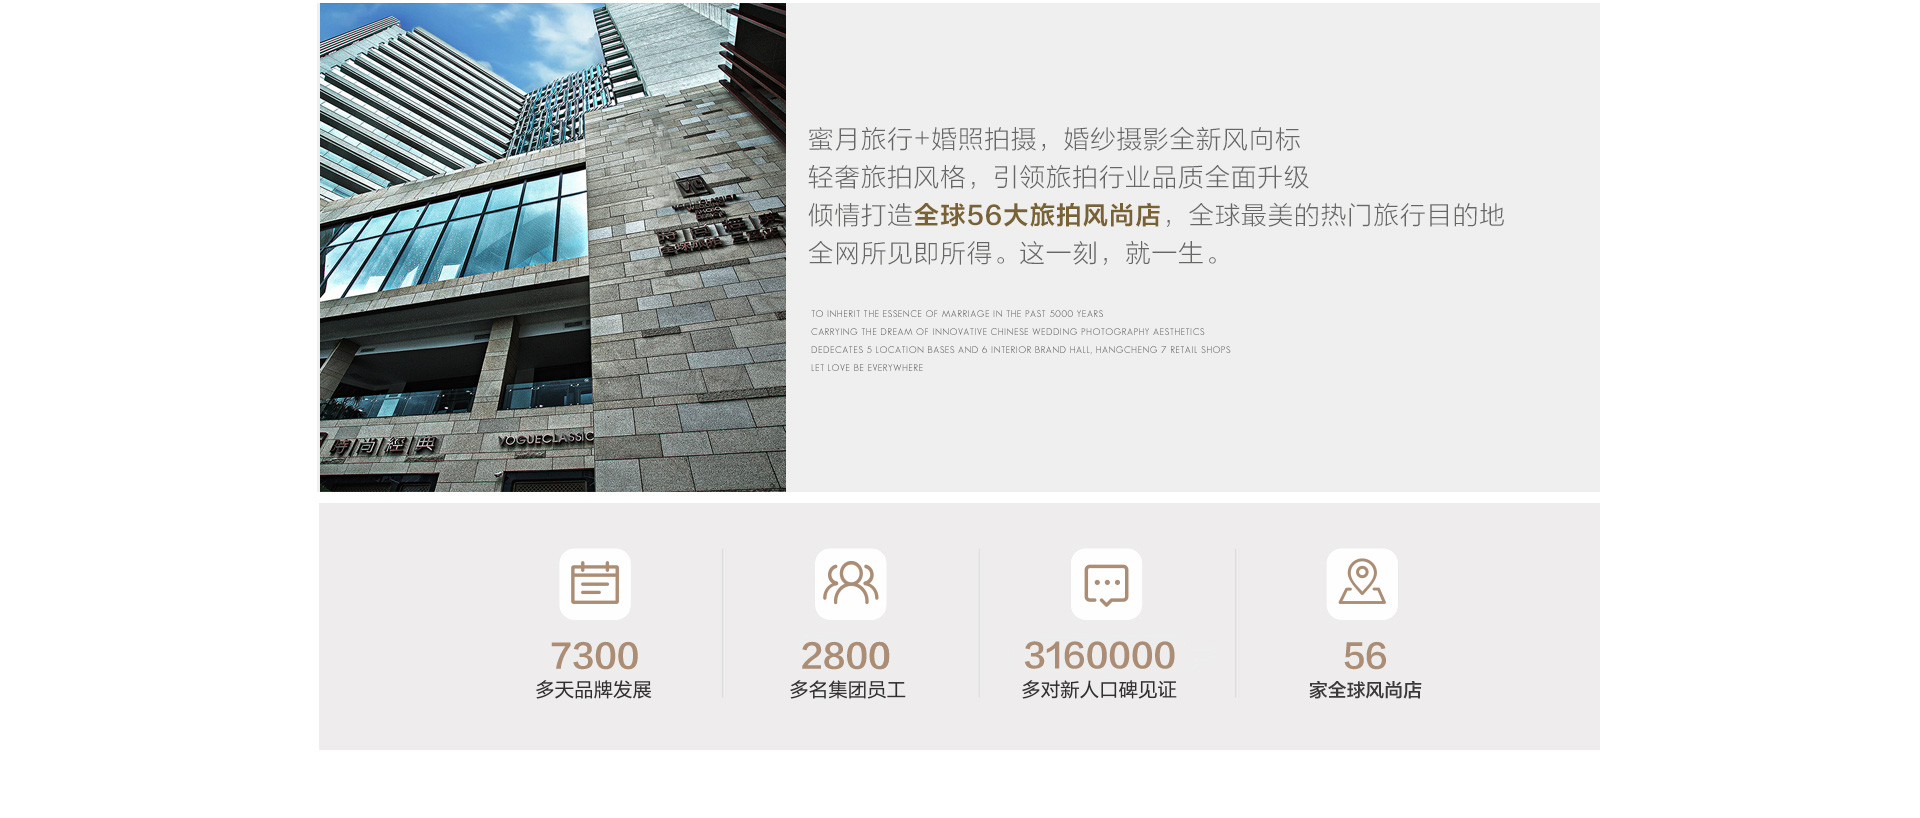 蜜月旅行+婚照拍摄，婚纱摄影全新风向标
轻奢旅拍风格，引领旅拍行业品质全面升级
倾情打造全球56大旅拍风尚店，全球最美的热门旅行目的地
全网所见即所得。这一刻，就一生。
TO INHERIT THE ESSENCE OF MARRIAGE IN THE PAST 5000 YEARS
CARRYING THE DREAM OF INNOVATIVE CHINESE WEDDING PHOTOGRAPHY AESTHETICS
DEDECATES 5 LOCATION BASES AND 6 INTERIOR BRAND HALL, HANGCHENG 7 RETAIL SHOPS
LET LOVE BE EVERYWHERE
時尚經典
VOGUECLASSIC
7300
多天品牌发展
2800
多名集团员工
3160000
多对新人口碑见证
56
家全球风尚店